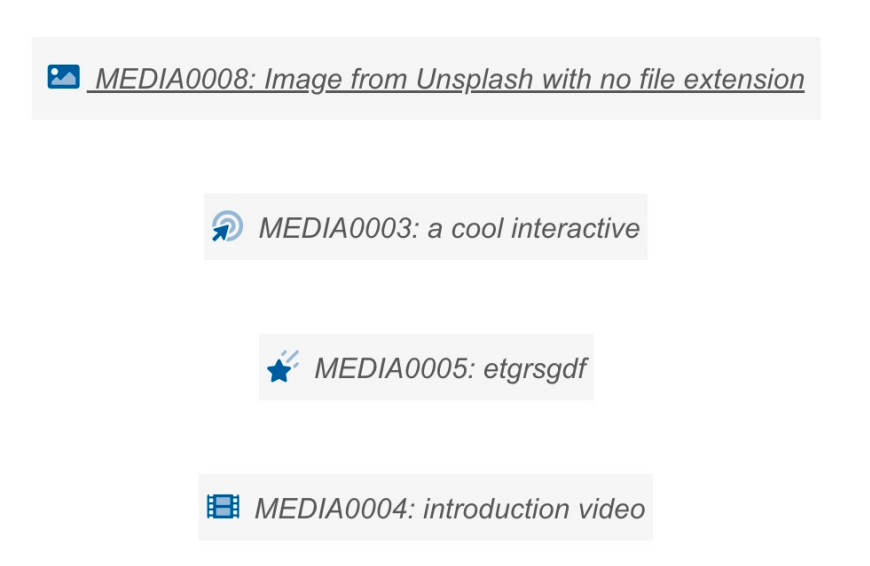 MEDIA0008: Image from Unsplash with no file extension
MEDIA0003: a cool interactive
MEDIA0005: etgrsgdf
MEDIA0004: introduction video